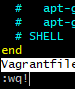 #   apt-g
#   apt-g
# SHELL
end
Vagrantfile
:wq!